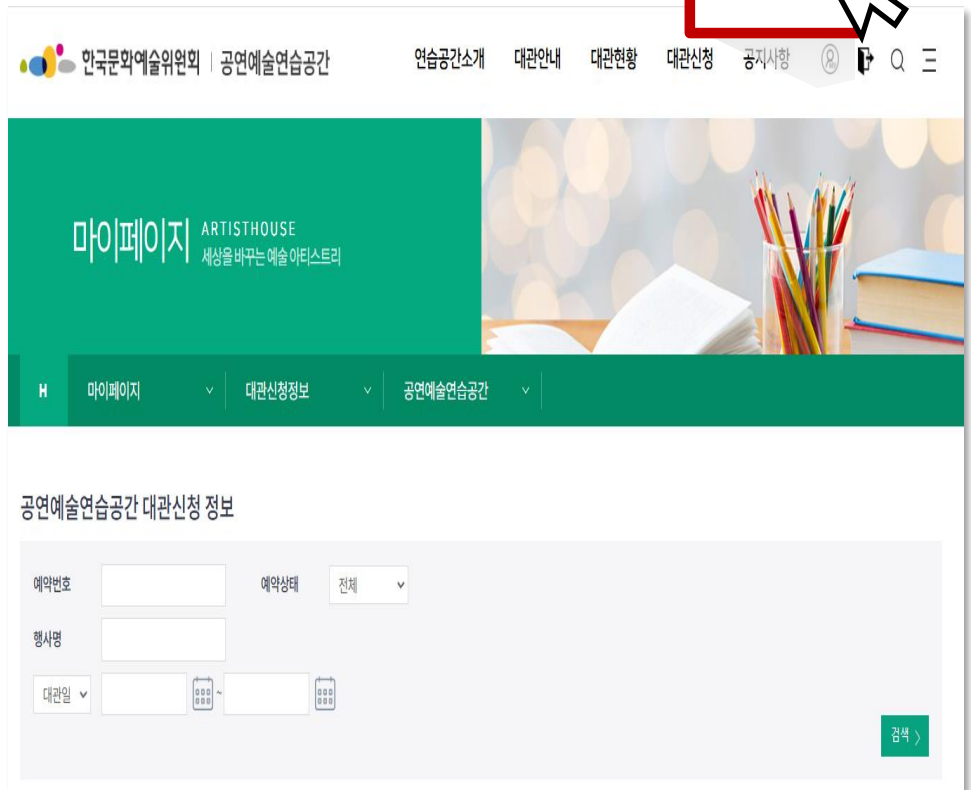 한국문화예술위원회 | 공연예술연습공간
연습공간소개 대관안내 대관현황 대관신청 공지사항
마이페이지 ARTISTHOUSE
세상을 바꾸는 예술 아티스트리
H 마이페이지 대관신청정보 공연예술연습공간
공연예술연습공간 대관신청 정보
예약번호 예약상태 전체
행사명
대관일 ~
검색 〉